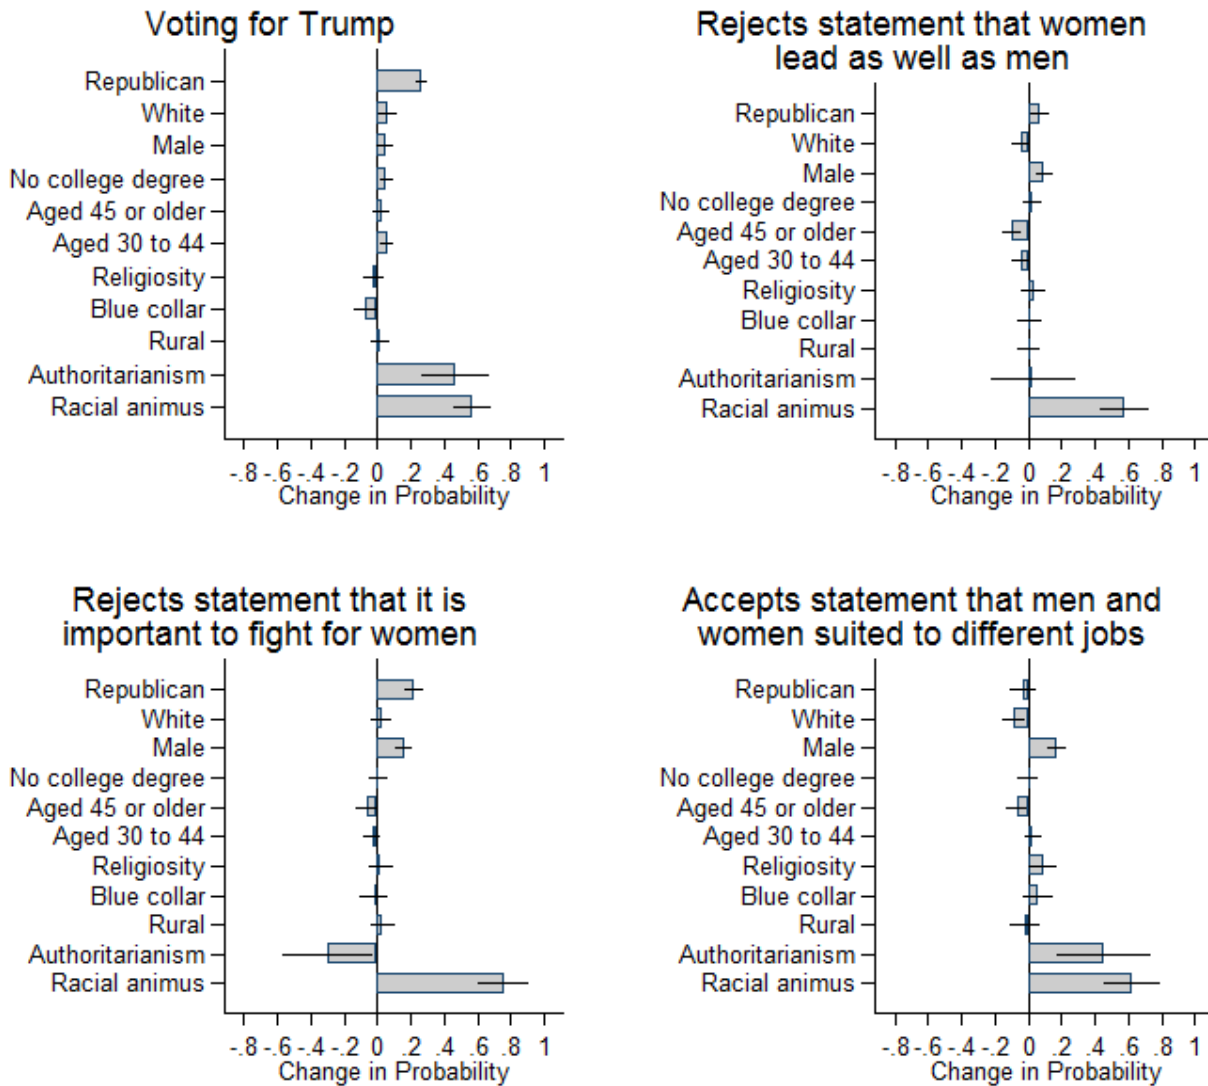 Voting for Trump
Republican
White
Male
No college degree
Aged 45 or older
Aged 30 to 44
Religiosity
Blue collar
Rural
Authoritarianism
Racial animus
-.8 -.6 -.4 -.2 0 .2 .4 .6 .8 1
Change in Probability
Rejects statement that women
lead as well as men
Republican
White
Male
No college degree
Aged 45 or older
Aged 30 to 44
Religiosity
Blue collar
Rural
Authoritarianism
Racial animus
-.8 -.6 -.4 -.2 0 .2 .4 .6 .8 1
Change in Probability
Rejects statement that it is
important to fight for women
Republican
White
Male
No college degree
Aged 45 or older
Aged 30 to 44
Religiosity
Blue collar
Rural
Authoritarianism
Racial animus
-.8 -.6 -.4 -.2 0 .2 .4 .6 .8 1
Change in Probability
Accepts statement that men and
women suited to different jobs
Republican
White
Male
No college degree
Aged 45 or older
Aged 30 to 44
Religiosity
Blue collar
Rural
Authoritarianism
Racial animus
-.8 -.6 -.4 -.2 0 .2 .4 .6 .8 1
Change in Probability